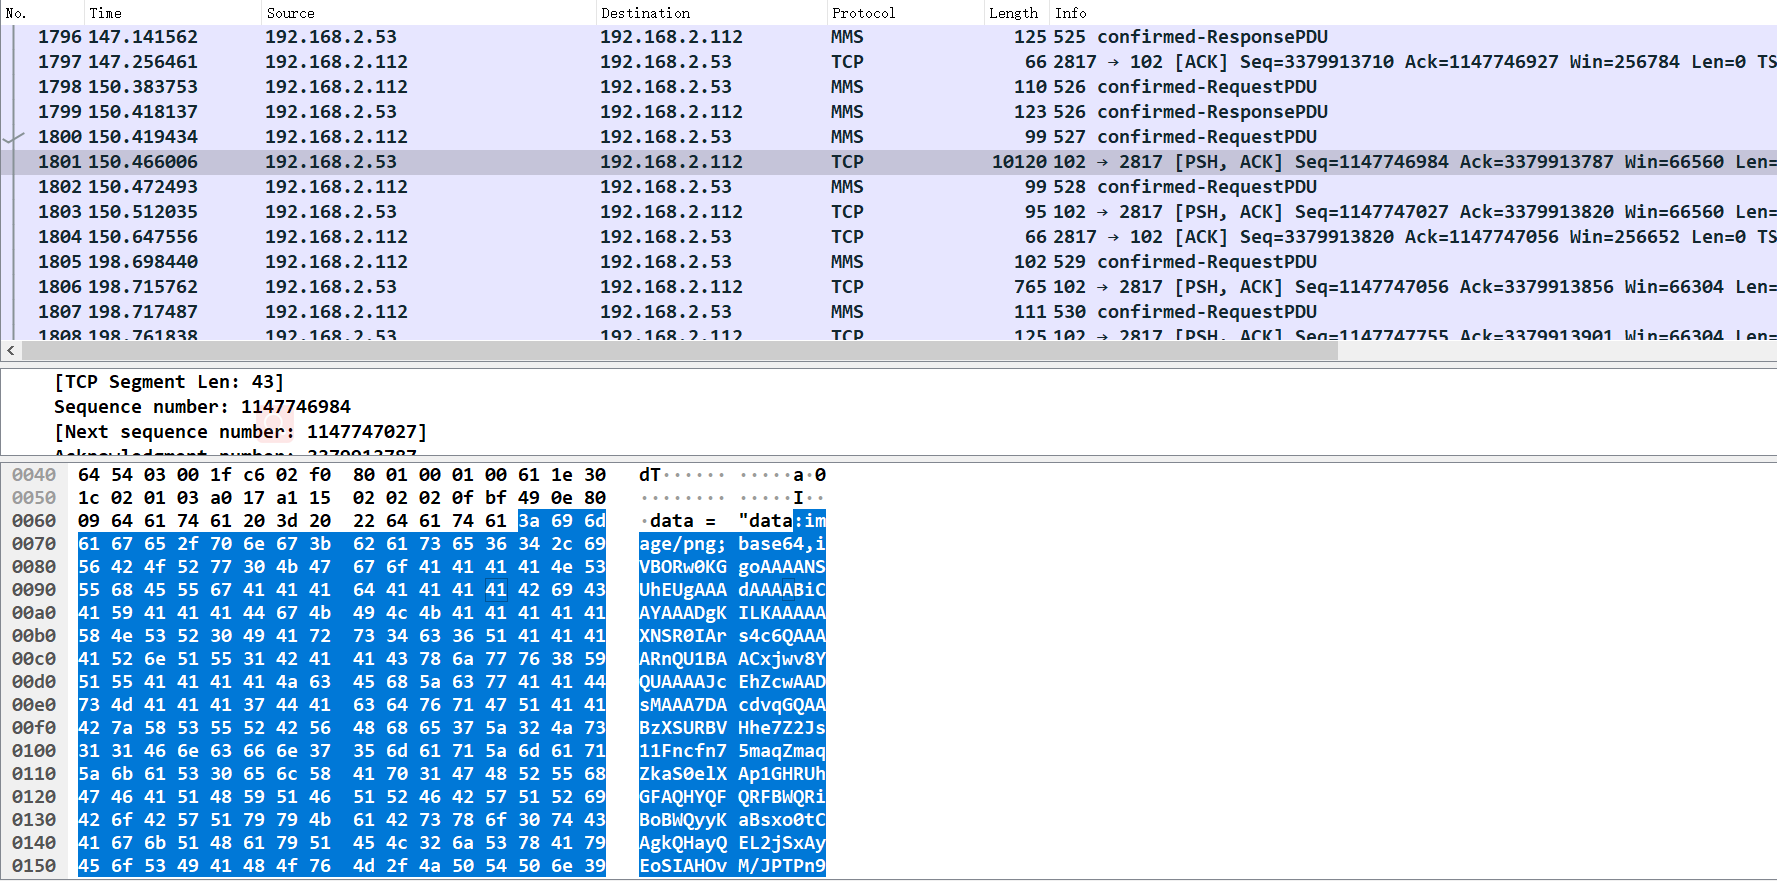 No. Time Source Destination Protocol Length Info
1796 147.141562 192.168.2.53 192.168.2.112 MMS 125 525 confirmed-ResponsePDU
1797 147.256461 192.168.2.112 192.168.2.53 TCP 66 2817 → 102 [ACK] Seq=3379913710 Ack=1147746927 Win=256784 Len=0 TS
1798 150.383753 192.168.2.112 192.168.2.53 MMS 110 526 confirmed-RequestPDU
1799 150.418137 192.168.2.53 192.168.2.112 MMS 123 526 confirmed-ResponsePDU
1800 150.419434 192.168.2.112 192.168.2.53 MMS 99 527 confirmed-RequestPDU
1801 150.466006 192.168.2.53 192.168.2.112 TCP 10120 102 → 2817 [PSH, ACK] Seq=1147746984 Ack=3379913787 Win=66560 Len=
1802 150.472493 192.168.2.112 192.168.2.53 MMS 99 528 confirmed-RequestPDU
1803 150.512035 192.168.2.53 192.168.2.112 TCP 95 102 → 2817 [PSH, ACK] Seq=1147747027 Ack=3379913820 Win=66560 Len=
1804 150.647556 192.168.2.112 192.168.2.53 TCP 66 2817 → 102 [ACK] Seq=3379913820 Ack=1147747056 Win=256652 Len=0 TS
1805 198.698440 192.168.2.112 192.168.2.53 MMS 102 529 confirmed-RequestPDU
1806 198.715762 192.168.2.53 192.168.2.112 TCP 765 102 → 2817 [PSH, ACK] Seq=1147747056 Ack=3379913856 Win=66304 Len=
1807 198.717487 192.168.2.112 192.168.2.53 MMS 111 530 confirmed-RequestPDU
1808 198.761838 192.168.2.53 192.168.2.112 TCP 125 102 → 2817 [PSH, ACK] Seq=1147747755 Ack=3379913901 Win=66304 Len=
[TCP Segment Len: 43]
Sequence number: 1147746984
[Next sequence number: 1147747027]
Acknowledgment number: 3379913787
0040 64 54 03 00 1f c6 02 f0 80 01 00 01 00 61 1e 30 dT······ ·····a·0
0050 1c 02 01 03 a0 17 a1 15 02 02 02 0f bf 49 0e 80 ········ ·····I··
0060 09 64 61 74 61 20 3d 20 22 64 61 74 61 3a 69 6d ·data = "data:im
0070 61 67 65 2f 70 6e 67 3b 62 61 73 65 36 34 2c 69 age/png; base64,i
0080 56 42 4f 52 77 30 4b 47 67 6f 41 41 41 41 4e 53 VBORw0KG goAAAANS
0090 55 68 45 55 67 41 41 41 64 41 41 41 41 42 69 43 UhEUgAAA dAAAABiC
00a0 41 59 41 41 41 44 67 4b 49 4c 4b 41 41 41 41 41 AYAAADgK ILKAAAAA
00b0 58 4e 53 52 30 49 41 72 73 34 63 36 51 41 41 41 XNSR0IAr s4c6QAAA
00c0 41 52 6e 51 55 31 42 41 41 43 78 6a 77 76 38 59 ARnQU1BA ACxjwv8Y
00d0 51 55 41 41 41 41 4a 63 45 68 5a 63 77 41 41 44 QUAAAAJc EhZcwAAD
00e0 73 4d 41 41 41 37 44 41 63 64 76 71 47 51 41 41 sMAAA7DA cdvqGQAA
00f0 42 7a 58 53 55 52 42 56 48 68 65 37 5a 32 4a 73 BzXSURBV Hhe7Z2Js
0100 31 31 46 6e 63 66 6e 37 35 6d 61 71 5a 6d 61 71 11Fncfn7 5maqZmaq
0110 5a 6b 61 53 30 65 6c 58 41 70 31 47 48 52 55 68 ZkaS0elX Ap1GHRUh
0120 47 46 41 51 48 59 51 46 51 52 46 42 57 51 52 69 GFAQHYQF QRFBWQRi
0130 42 6f 42 57 51 79 79 4b 61 42 73 78 6f 30 74 43 BoBWQyyK aBsxo0tC
0140 41 67 6b 51 48 61 79 51 45 4c 32 6a 53 78 41 79 AgkQHayQ EL2jSxAy
0150 45 6f 53 49 41 48 4f 76 4d 2f 4a 50 54 50 6e 39 EoSIAHOv M/JPTPn9